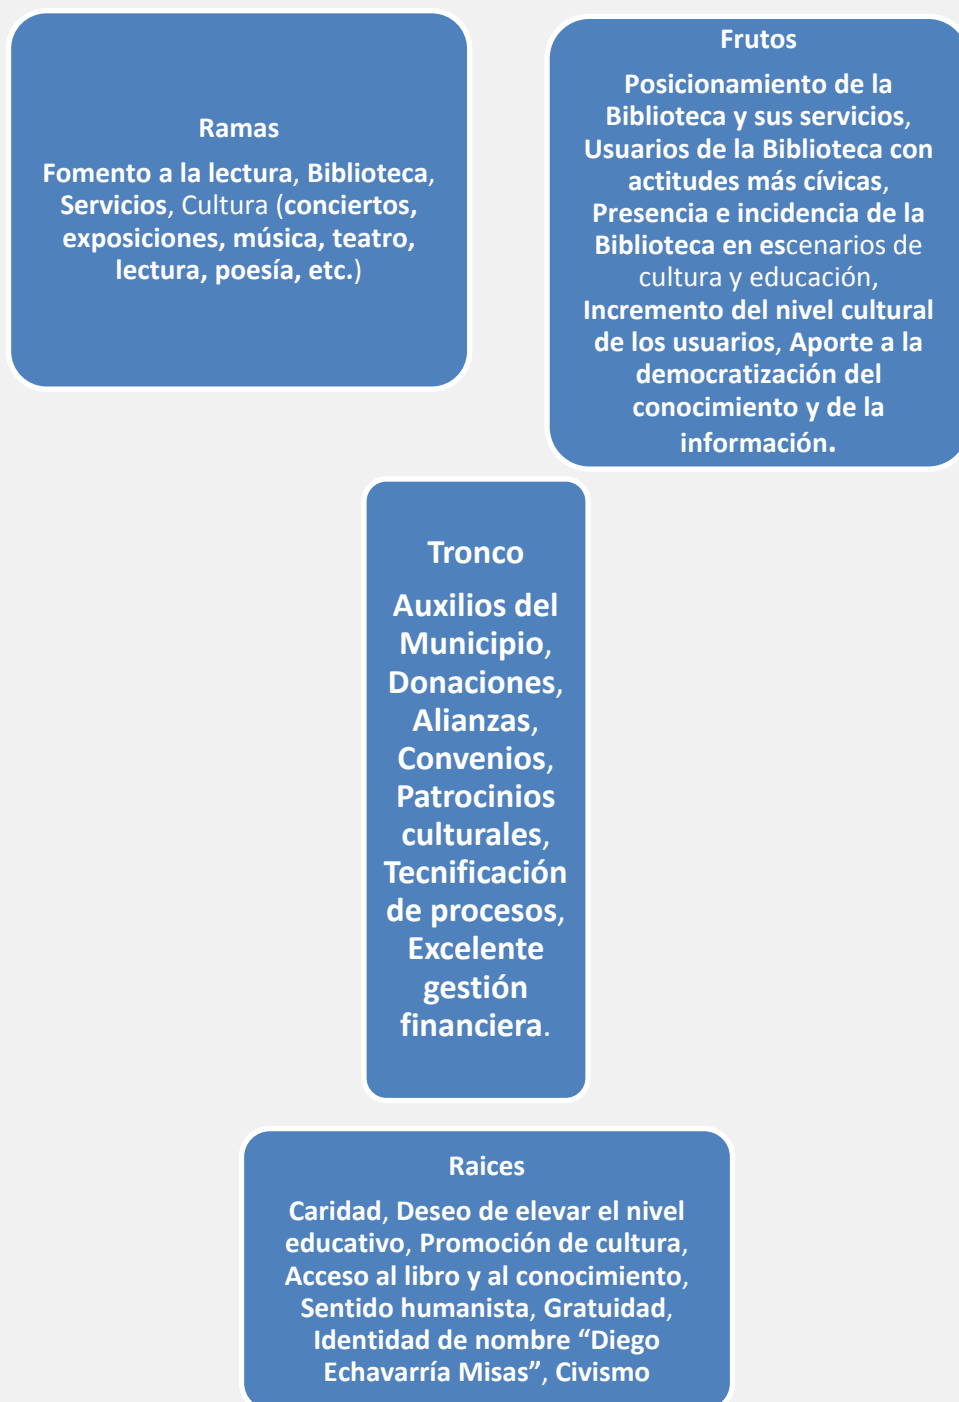 Ramas
Fomento a la lectura, Biblioteca,
Servicios, Cultura (conciertos,
exposiciones, música, teatro,
lectura, poesía, etc.)
Frutos
Posicionamiento de la
Biblioteca y sus servicios,
Usuarios de la Biblioteca con
actitudes más cívicas,
Presencia e incidencia de la
Biblioteca en escenarios de
cultura y educación,
Incremento del nivel cultural
de los usuarios, Aporte a la
democratización del
conocimiento y de la
información.
Tronco
Auxilios del
Municipio,
Donaciones,
Alianzas,
Convenios,
Patrocinios
culturales,
Tecnificación
de procesos,
Excelente
gestión
financiera.
Raices
Caridad, Deseo de elevar el nivel
educativo, Promoción de cultura,
Acceso al libro y al conocimiento,
Sentido humanista, Gratuidad,
Identidad de nombre “Diego
Echavarría Misas”, Civismo